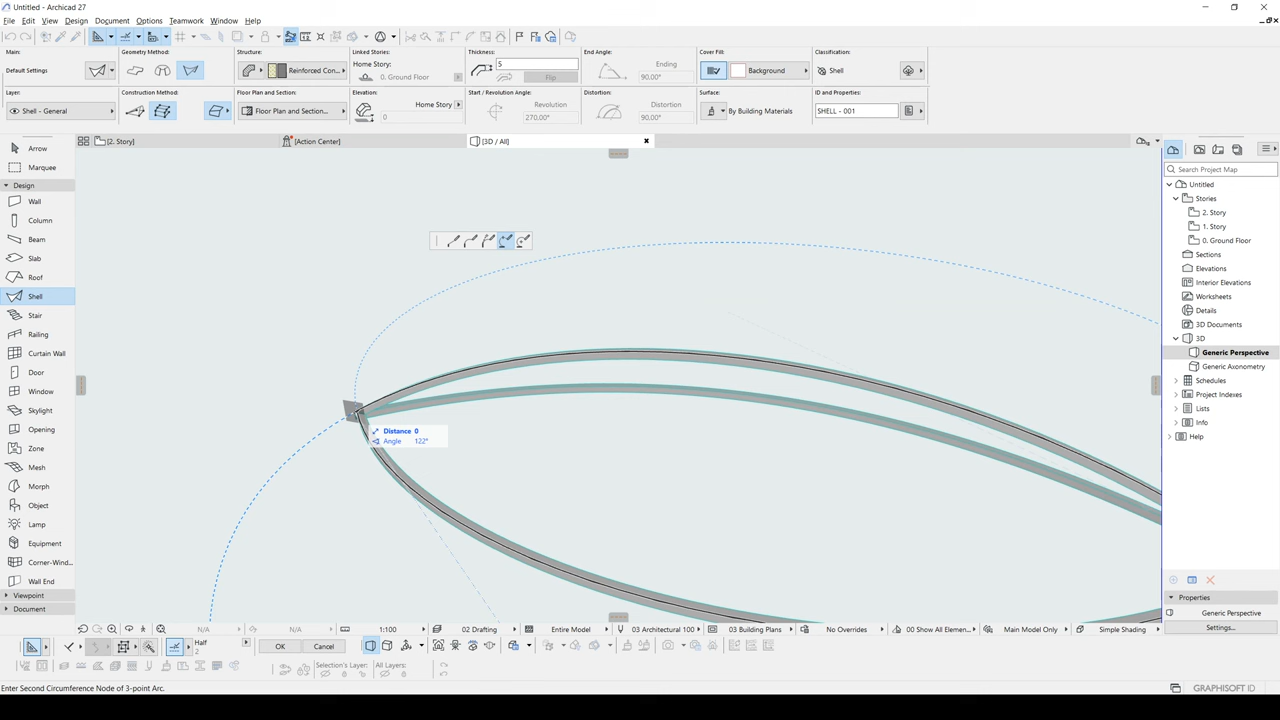 Untitled - Archicad 27
File Edit View Design Document Options Teamwork Window Help
Main: Geometry Method: Structure: Linked Stories: Thickness: End Angle: Cover Fill: Classification:
Default Settings Reinforced Con... Home Story: 0. Ground Floor 5 Flip Ending 90.00° Background Shell
Layer: Construction Method: Floor Plan and Section: Elevation: Start / Revolution Angle: Distortion: Surface: ID and Properties:
Shell - General Floor Plan and Section... Home Story 0 Revolution 270.00° Distortion 90.00° By Building Materials SHELL - 001
[2. Story] [Action Center] [3D / All]
Arrow
Marquee
Design
Wall
Column
Beam
Slab
Roof
Shell
Stair
Railing
Curtain Wall
Door
Window
Skylight
Opening
Zone
Mesh
Morph
Object
Lamp
Equipment
Corner-Wind...
Wall End
Viewpoint
Document
Distance 0
Angle 122°
Search Project Map
Untitled
Stories
2. Story
1. Story
0. Ground Floor
Sections
Elevations
Interior Elevations
Worksheets
Details
3D Documents
3D
Generic Perspective
Generic Axonometry
Schedules
Project Indexes
Lists
Info
Help
Properties
Generic Perspective
Settings...
N/A N/A 1:100 02 Drafting Entire Model 03 Architectural 100 03 Building Plans No Overrides 00 Show All Elemen... Main Model Only Simple Shading
Half
2
OK Cancel
Selection's Layer: All Layers:
Enter Second Circumference Node of 3-point Arc.
GRAPHISOFT ID